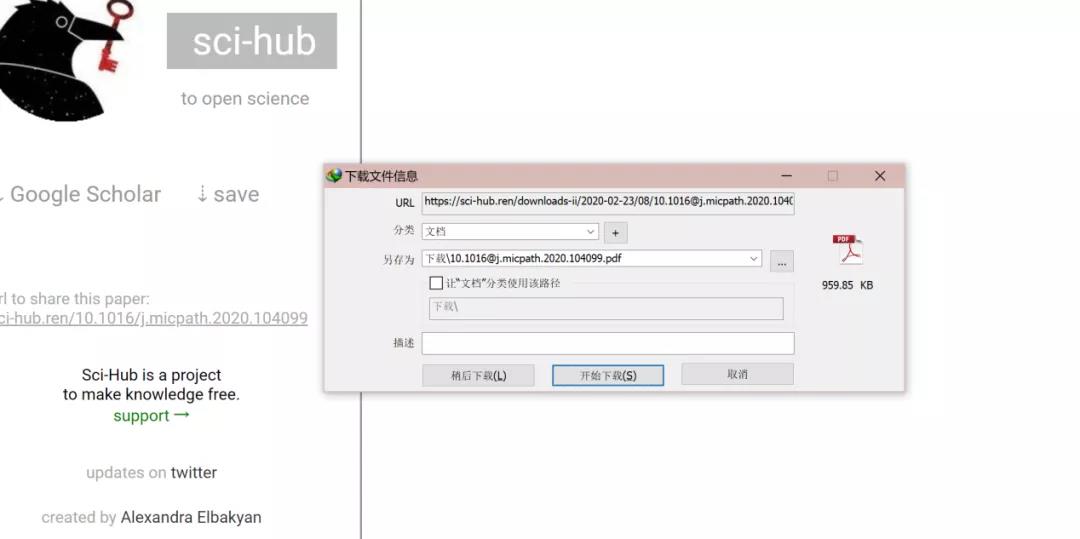 sci-hub
to open science
Google Scholar
⇣ save
rl to share this paper:
ci-hub.ren/10.1016/j.micpath.2020.104099
Sci-Hub is a project
to make knowledge free.
support →
updates on twitter
created by Alexandra Elbakyan
下载文件信息
URL https://sci-hub.ren/downloads-ii/2020-02-23/08/10.1016@j.micpath.2020.1040
分类 文档 +
另存为 下载\10.1016@j.micpath.2020.104099.pdf ...
让“文档”分类使用该路径
下载\
描述
稍后下载(L) 开始下载(S) 取消
PDF
959.85 KB